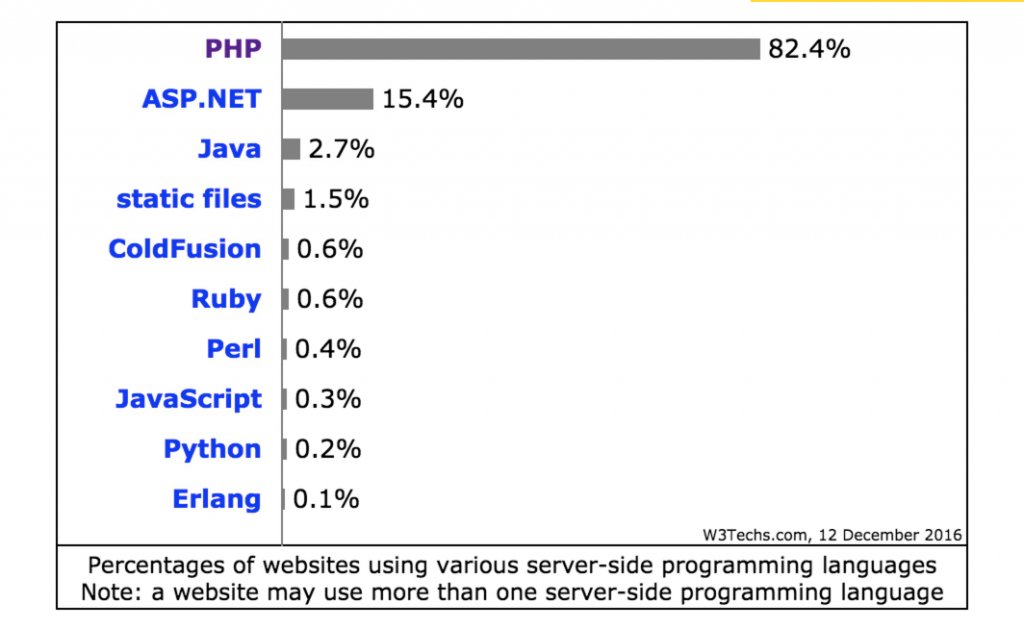 PHP 82.4%
ASP.NET 15.4%
Java 2.7%
static files 1.5%
ColdFusion 0.6%
Ruby 0.6%
Perl 0.4%
JavaScript 0.3%
Python 0.2%
Erlang 0.1%
W3Techs.com, 12 December 2016
Percentages of websites using various server-side programming languages
Note: a website may use more than one server-side programming language